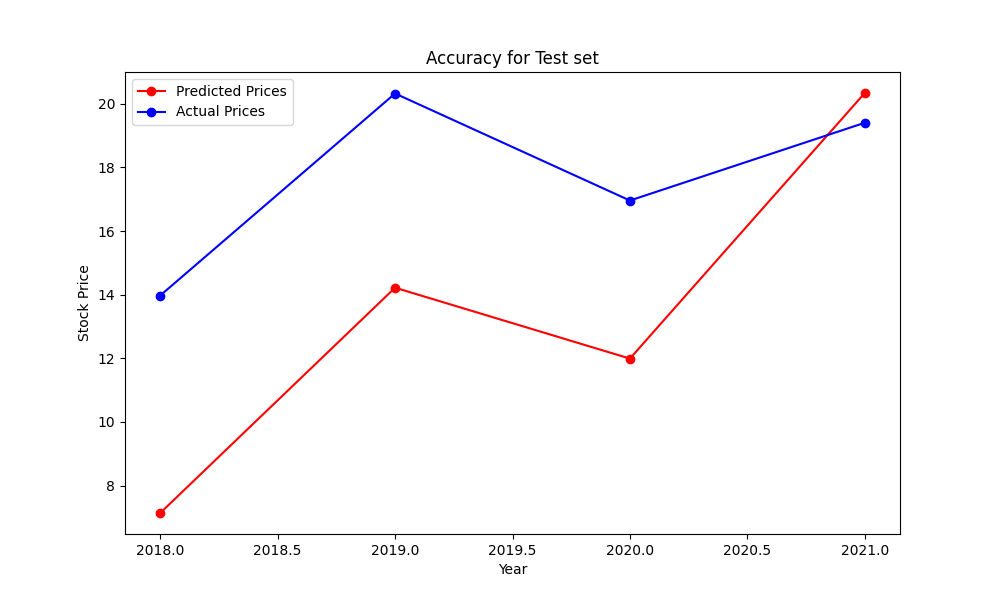 Accuracy for Test set
Predicted Prices
Actual Prices
20
18
16
14
12
10
8
Stock Price
2018.0 2018.5 2019.0 2019.5 2020.0 2020.5 2021.0
Year